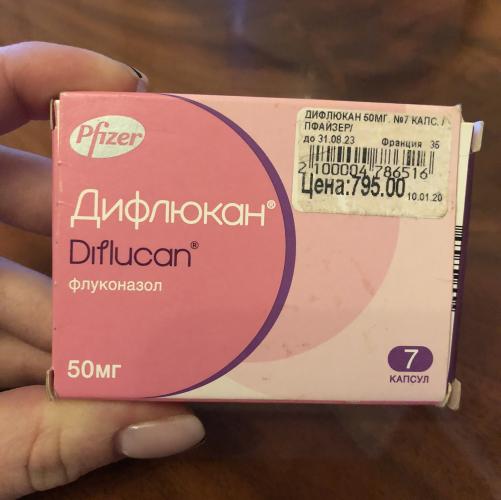 Pfizer
ДИФЛЮКАН 50МГ. №7 КАПС. /
ПФАЙЗЕР/
до 31.08.23 Франция 35
2100004786516
Цена:795.00
10.01.20
Дифлюкан®
Diflucan®
флуконазол
50мг
7
КАПСУЛ